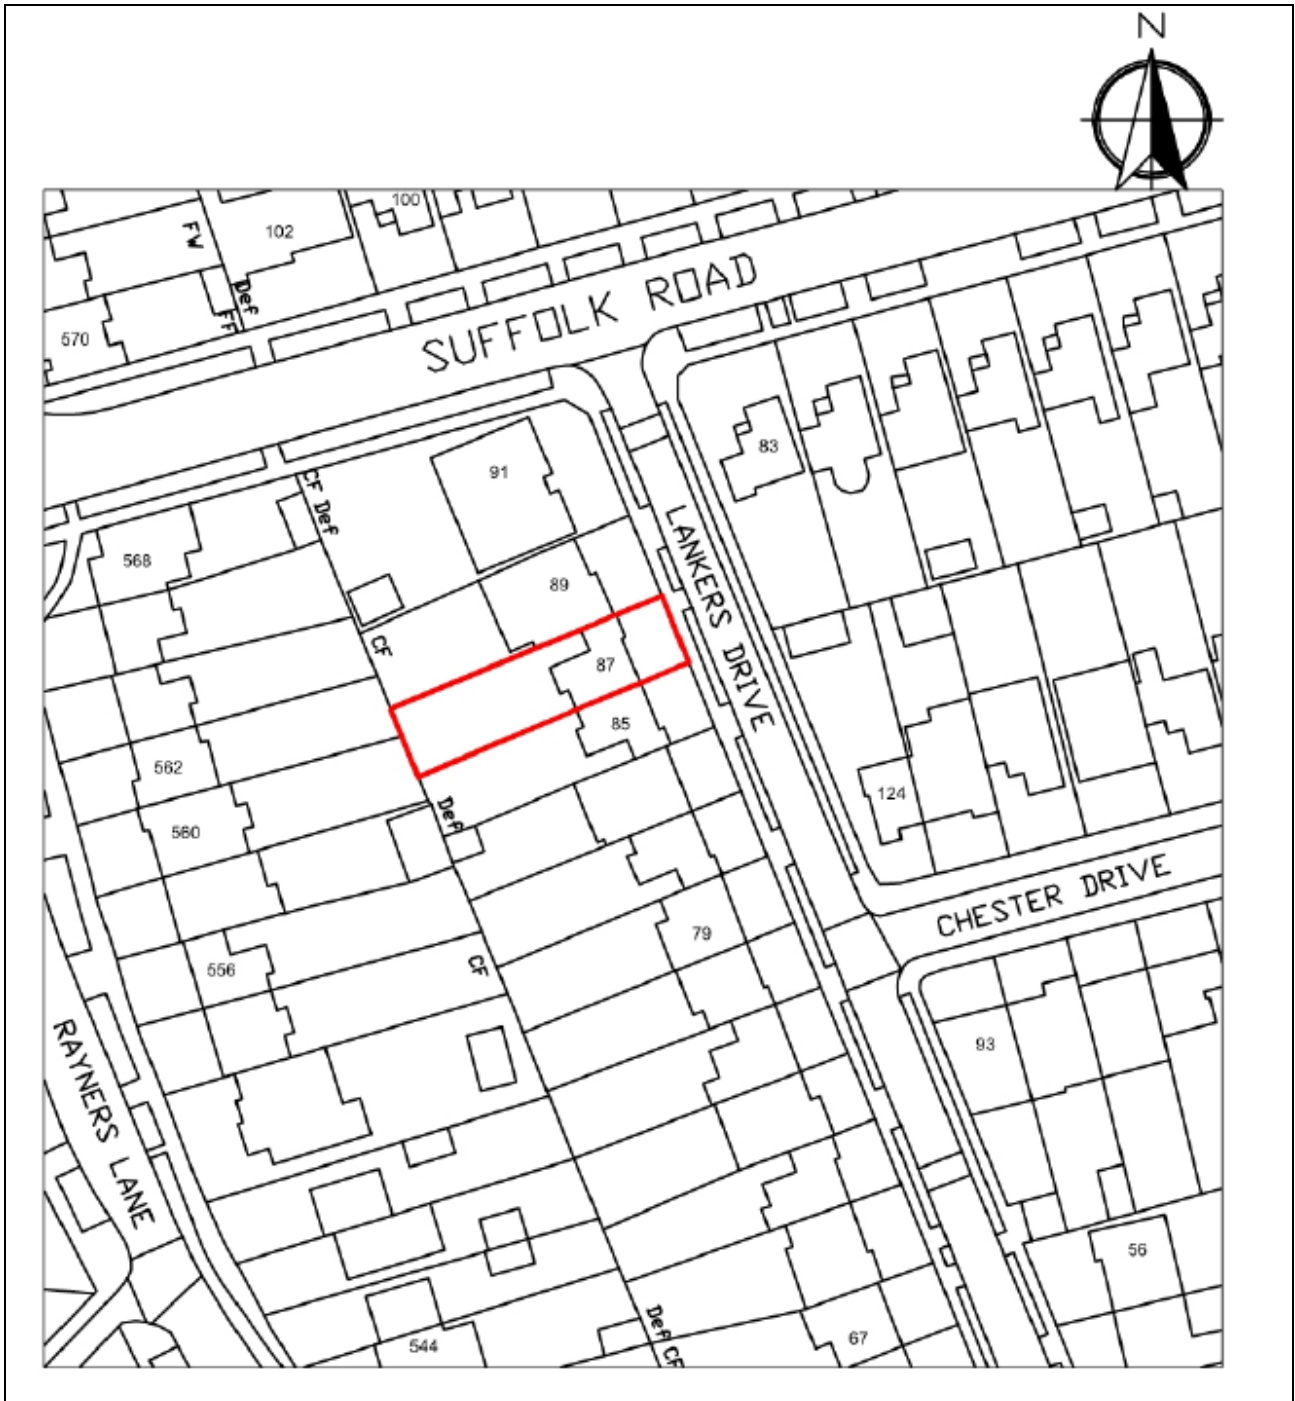 N
100
102
FW
Def
FF
570
SUFFOLK ROAD
83
91
CF Def
LANKERS DRIVE
568
89
CF
87
85
562
124
560
Def
CHESTER DRIVE
79
556
CF
93
RAYNERS LANE
56
Def CF
67
544